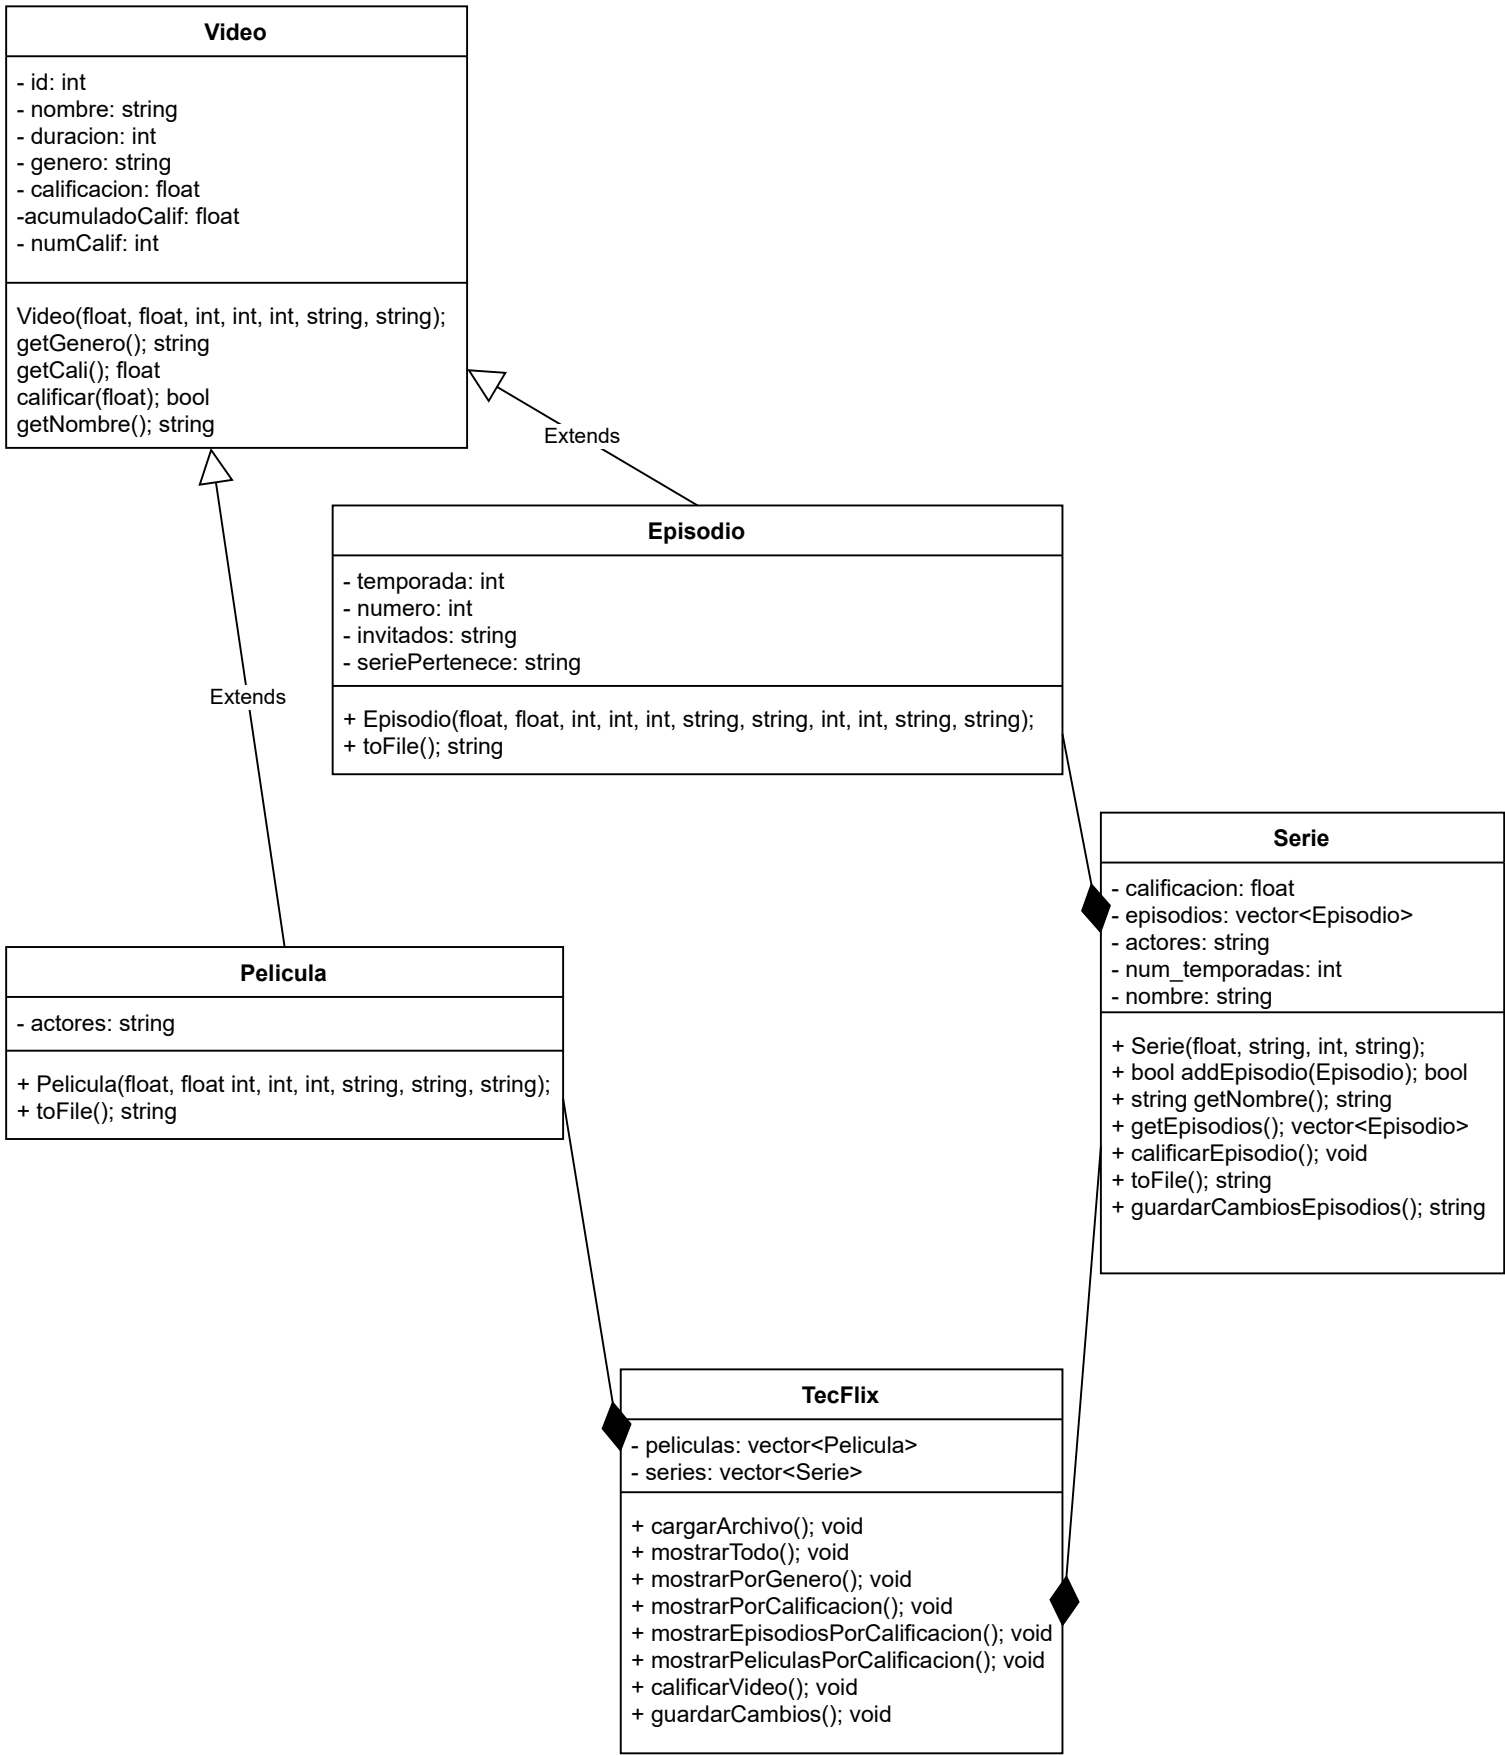 Video
- id: int
- nombre: string
- duracion: int
- genero: string
- calificacion: float
-acumuladoCalif: float
- numCalif: int
Video(float, float, int, int, int, string, string);
getGenero(); string
getCali(); float
calificar(float); bool
getNombre(); string
Extends
Episodio
- temporada: int
- numero: int
- invitados: string
- seriePertenece: string
+ Episodio(float, float, int, int, int, string, string, int, int, string, string);
+ toFile(); string
Extends
Serie
- calificacion: float
- episodios: vector<Episodio>
- actores: string
- num_temporadas: int
- nombre: string
+ Serie(float, string, int, string);
+ bool addEpisodio(Episodio); bool
+ string getNombre(); string
+ getEpisodios(); vector<Episodio>
+ calificarEpisodio(); void
+ toFile(); string
+ guardarCambiosEpisodios(); string
Pelicula
- actores: string
+ Pelicula(float, float int, int, int, string, string, string);
+ toFile(); string
TecFlix
- peliculas: vector<Pelicula>
- series: vector<Serie>
+ cargarArchivo(); void
+ mostrarTodo(); void
+ mostrarPorGenero(); void
+ mostrarPorCalificacion(); void
+ mostrarEpisodiosPorCalificacion(); void
+ mostrarPeliculasPorCalificacion(); void
+ calificarVideo(); void
+ guardarCambios(); void